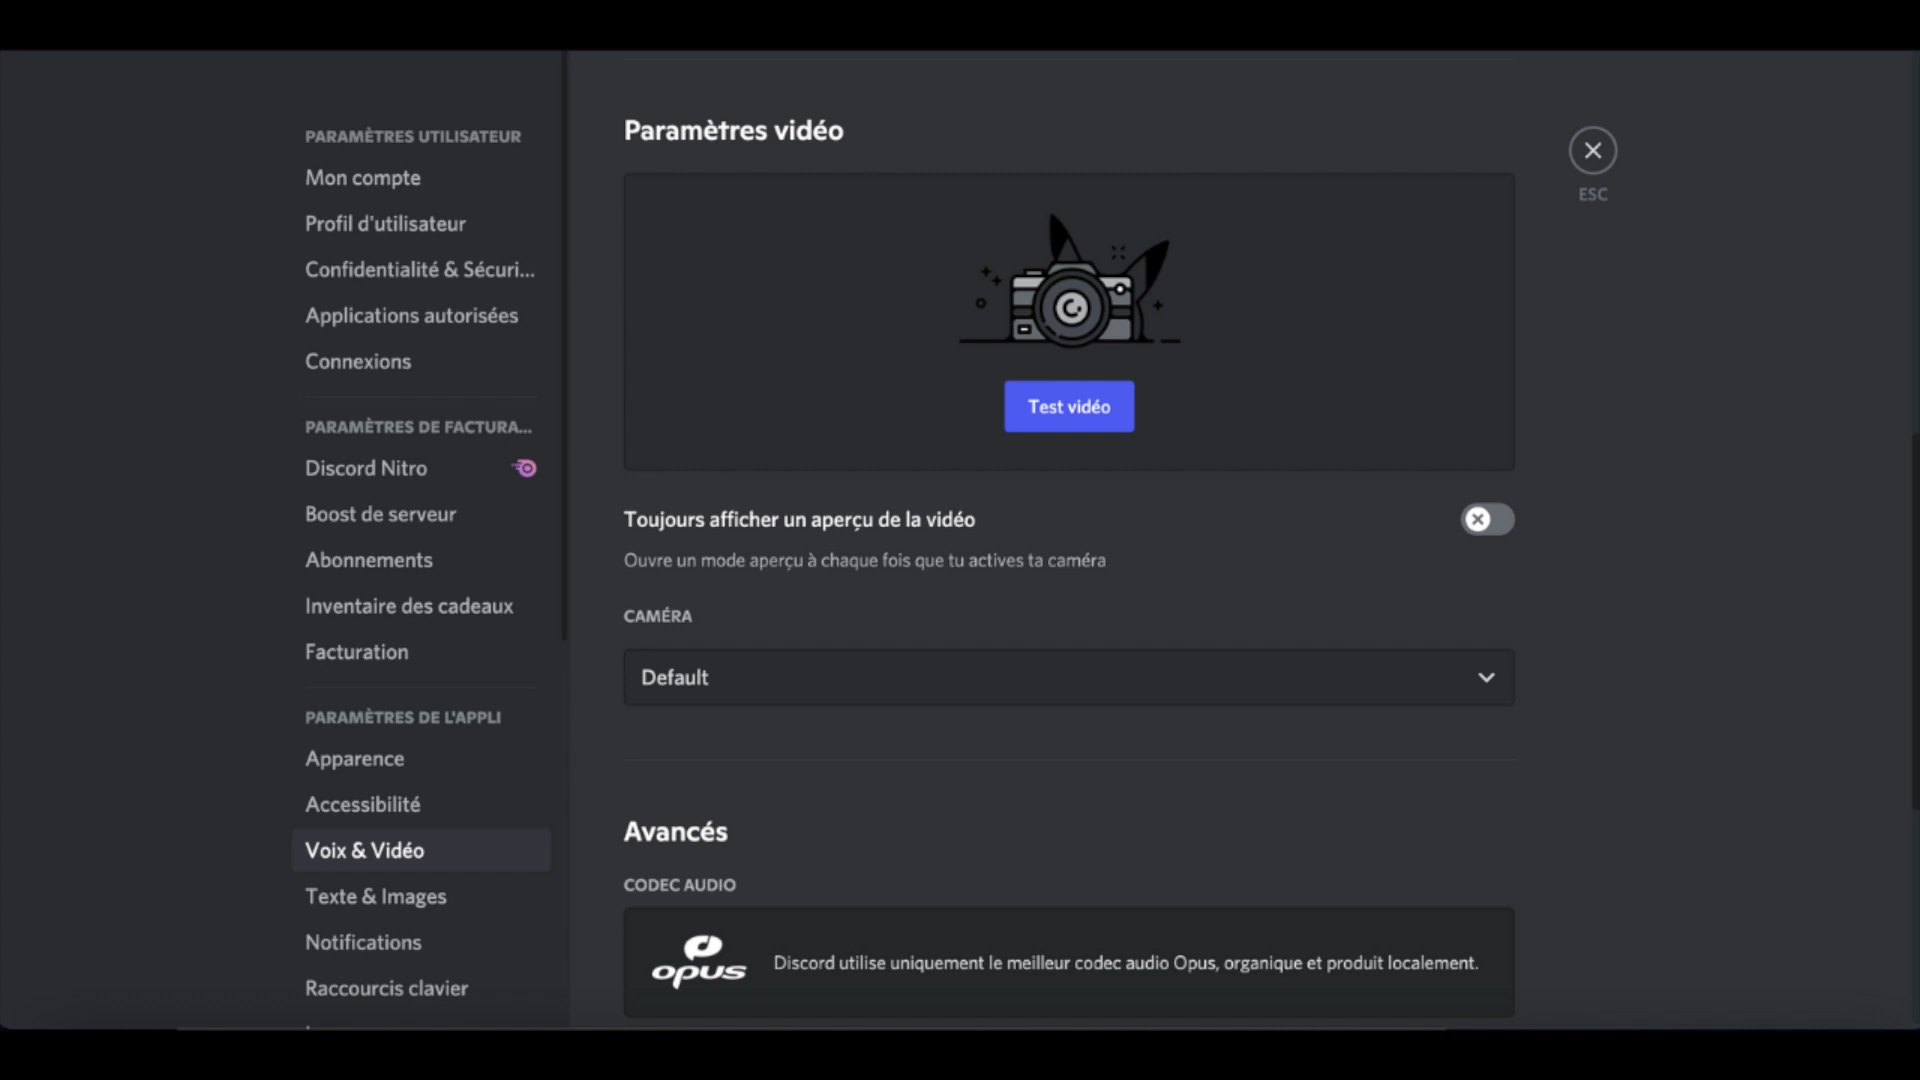 PARAMÈTRES UTILISATEUR
Mon compte
Profil d'utilisateur
Confidentialité & Sécuri...
Applications autorisées
Connexions
PARAMÈTRES DE FACTURA...
Discord Nitro
Boost de serveur
Abonnements
Inventaire des cadeaux
Facturation
PARAMÈTRES DE L'APPLI
Apparence
Accessibilité
Voix & Vidéo
Texte & Images
Notifications
Raccourcis clavier
Paramètres vidéo
ESC
Test vidéo
Toujours afficher un aperçu de la vidéo
Ouvre un mode aperçu à chaque fois que tu actives ta caméra
CAMÉRA
Default
Avancés
CODEC AUDIO
opus
Discord utilise uniquement le meilleur codec audio Opus, organique et produit localement.